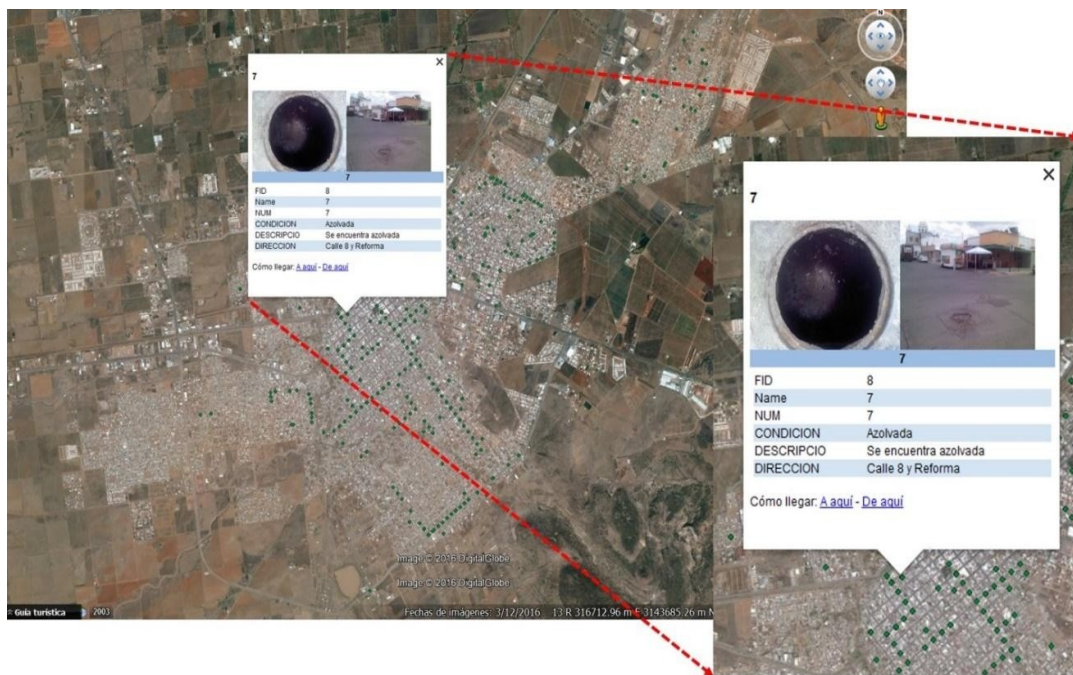 N
7
7
FID 8
Name 7
NUM 7
CONDICION Azolvada
DESCRIPCIO Se encuentra azolvada
DIRECCION Calle 8 y Reforma
Cómo llegar: A aquí - De aquí
Image © 2016 DigitalGlobe
Image © 2016 DigitalGlobe
Guía turística 2003
Fechas de imágenes: 3/12/2016 13 R 316712.96 m E 3143685.26 m N
7
7
FID 8
Name 7
NUM 7
CONDICION Azolvada
DESCRIPCIO Se encuentra azolvada
DIRECCION Calle 8 y Reforma
Cómo llegar: A aquí - De aquí